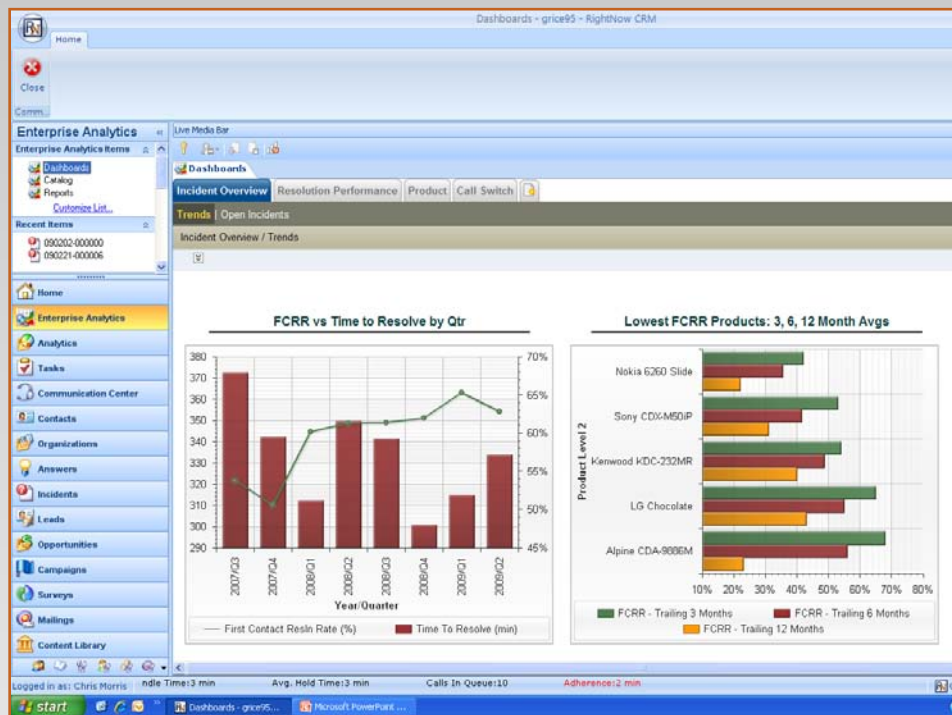 Dashboards - grice95 - RightNow CRM
RN
Home
Close
Comm...
Enterprise Analytics «
Enterprise Analytics Items
Dashboards
Catalog
Reports
Customize List...
Recent Items
090202-000000
090221-000006
Home
Enterprise Analytics
Analytics
Tasks
Communication Center
Contacts
Organizations
Answers
Incidents
Leads
Opportunities
Campaigns
Surveys
Mailings
Content Library
Live Media Bar
Dashboards
Incident Overview Resolution Performance Product Call Switch
Trends | Open Incidents
Incident Overview / Trends
FCRR vs Time to Resolve by Qtr
380 370 360 350 340 330 320 310 300 290
70% 65% 60% 55% 50% 45%
2007/Q3 2007/Q4 2008/Q1 2008/Q2 2008/Q3 2008/Q4 2009/Q1 2009/Q2
Year/Quarter
First Contact Resln Rate (%) Time To Resolve (min)
Lowest FCRR Products: 3, 6, 12 Month Avgs
Product Level 2
Nokia 6260 Slide
Sony CDX-M50iP
Kenwood KDC-232MR
LG Chocolate
Alpine CDA-9886M
10% 20% 30% 40% 50% 60% 70% 80%
FCRR - Trailing 3 Months FCRR - Trailing 6 Months
FCRR - Trailing 12 Months
Logged in as: Chris Morris ndle Time:3 min Avg. Hold Time:3 min Calls In Queue:10 Adherence:2 min
start Dashboards - grice95... Microsoft PowerPoint ...